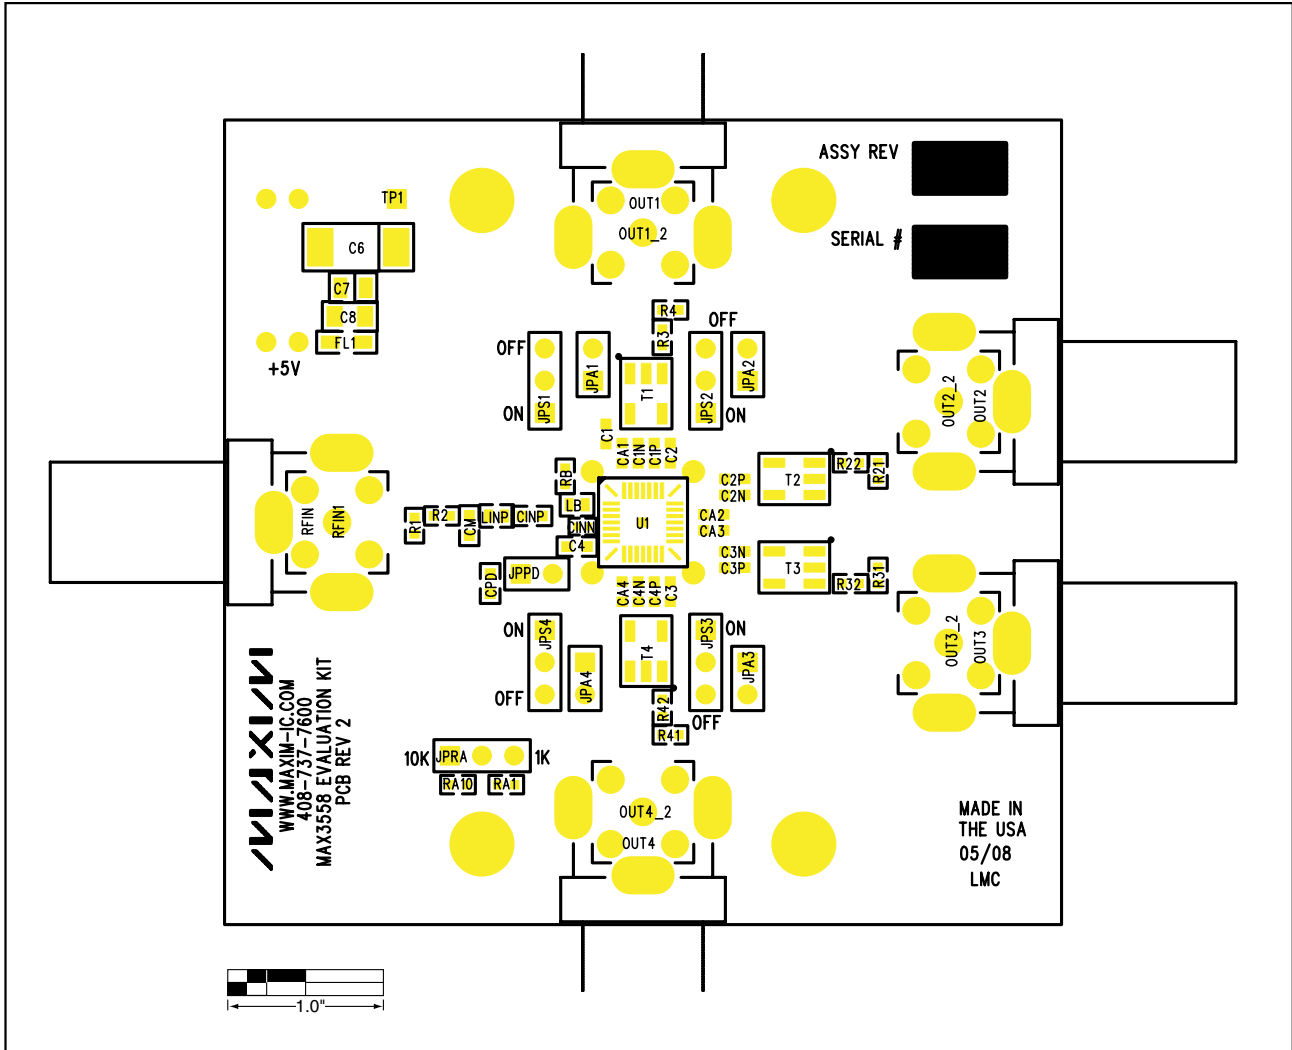 ASSY REV
SERIAL #
TP1
C6
C7
C8
FL1
+5V
OUT1
OUT1_2
R4
R3
OFF
OFF
JPS1
JPA1
T1
JPS2
JPA2
ON
ON
OUT2_2
OUT2
C1
CA1
C1N
C1P
C2
RB
LB
CINN
C4
U1
C2P
C2N
CA2
CA3
C3N
C3P
T2
R22
R21
T3
R32
R31
RFIN
RFIN1
R1
R2
CM
LINP
CINP
JPPD
CPD
CA4
C4N
C4P
C3
ON
JPS4
JPA4
OFF
T4
JPS3
ON
JPA3
R42
OFF
R41
OUT3_2
OUT3
MAXIM
WWW.MAXIM-IC.COM
408-737-7600
MAX3558 EVALUATION KIT
PCB REV 2
10K
JPRA
1K
RA10
RA1
OUT4_2
OUT4
MADE IN
THE USA
05/08
LMC
1.0"